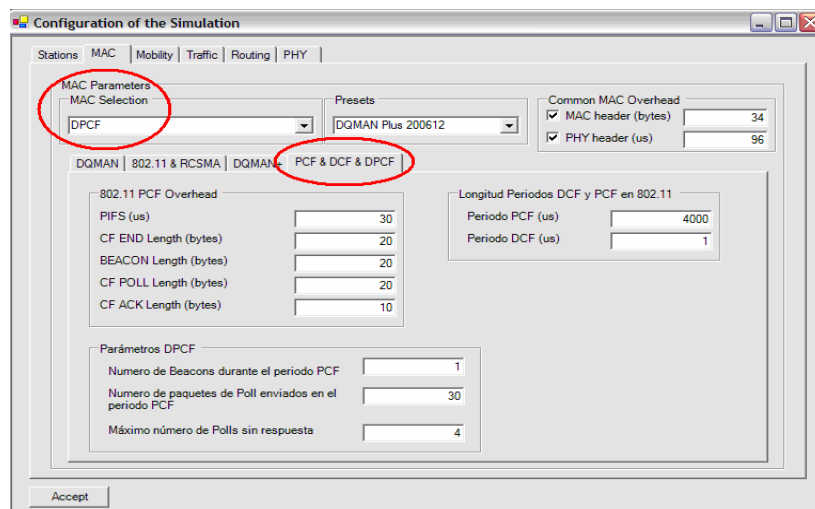 Configuration of the Simulation
Stations MAC Mobility Traffic Routing PHY
MAC Parameters
MAC Selection Presets Common MAC Overhead
DPCF DQMAN Plus 200612 MAC header (bytes) 34
PHY header (us) 96
DQMAN 802.11 & RCSMA DQMAN+ PCF & DCF & DPCF
802.11 PCF Overhead Longitud Periodos DCF y PCF en 802.11
PIFS (us) 30 Periodo PCF (us) 4000
CF END Length (bytes) 20 Periodo DCF (us) 1
BEACON Length (bytes) 20
CF POLL Length (bytes) 20
CF ACK Length (bytes) 10
Parámetros DPCF
Numero de Beacons durante el periodo PCF 1
Numero de paquetes de Poll enviados en el periodo PCF 30
Máximo número de Polls sin respuesta 4
Accept